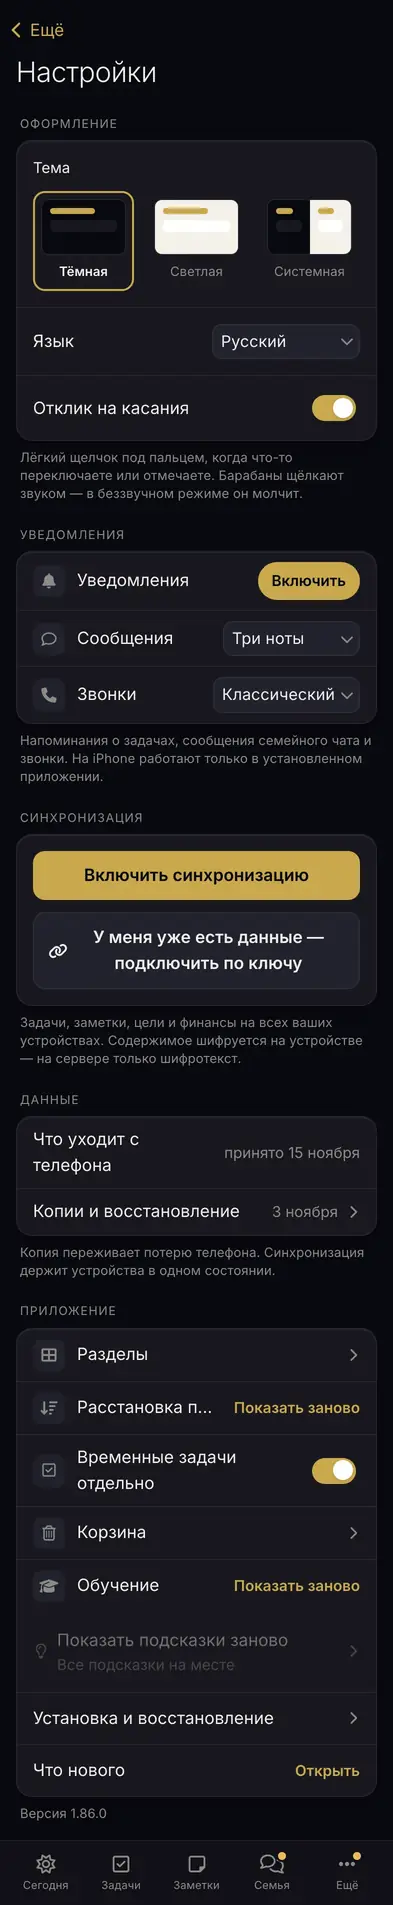 Ещё
Настройки
ОФОРМЛЕНИЕ
Тема
Тёмная
Светлая
Системная
Язык
Русский
Отклик на касания
Лёгкий щелчок под пальцем, когда что-то
переключаете или отмечаете. Барабаны щёлкают
звуком — в беззвучном режиме он молчит.
УВЕДОМЛЕНИЯ
Уведомления
Включить
Сообщения
Три ноты
Звонки
Классический
Напоминания о задачах, сообщения семейного чата и
звонки. На iPhone работают только в установленном
приложении.
СИНХРОНИЗАЦИЯ
Включить синхронизацию
У меня уже есть данные —
подключить по ключу
Задачи, заметки, цели и финансы на всех ваших
устройствах. Содержимое шифруется на устройстве
— на сервере только шифротекст.
ДАННЫЕ
Что уходит с
телефона
принято 15 ноября
Копии и восстановление
3 ноября
Копия переживает потерю телефона. Синхронизация
держит устройства в одном состоянии.
ПРИЛОЖЕНИЕ
Разделы
Расстановка п...
Показать заново
Временные задачи
отдельно
Корзина
Обучение
Показать заново
Показать подсказки заново
Все подсказки на месте
Установка и восстановление
Что нового
Открыть
Версия 1.86.0
Сегодня
Задачи
Заметки
Семья
Ещё